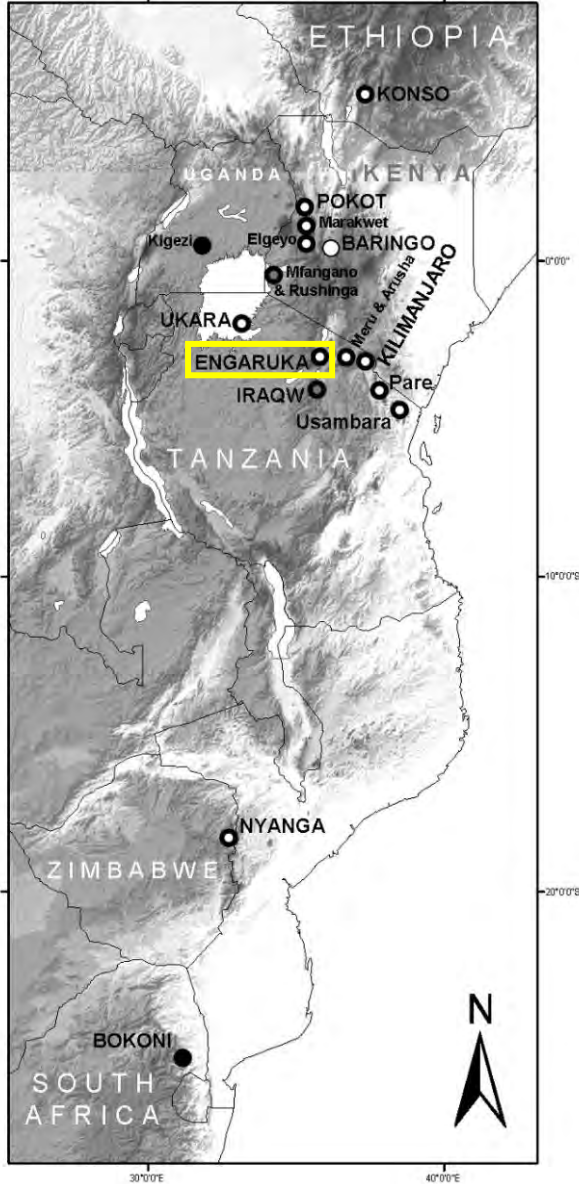 ETHIOPIA
KONSO
UGANDA
KENYA
POKOT
Marakwet
Kigezi
Elgeyo
BARINGO
0°0'0"
Mfangano
& Rushinga
Meru & Arusha
KILIMANJARO
UKARA
ENGARUKA
IRAQW
Pare
Usambara
TANZANIA
10°0'0"S
NYANGA
ZIMBABWE
20°0'0"S
N
BOKONI
SOUTH
AFRICA
30°0'0"E
40°0'0"E